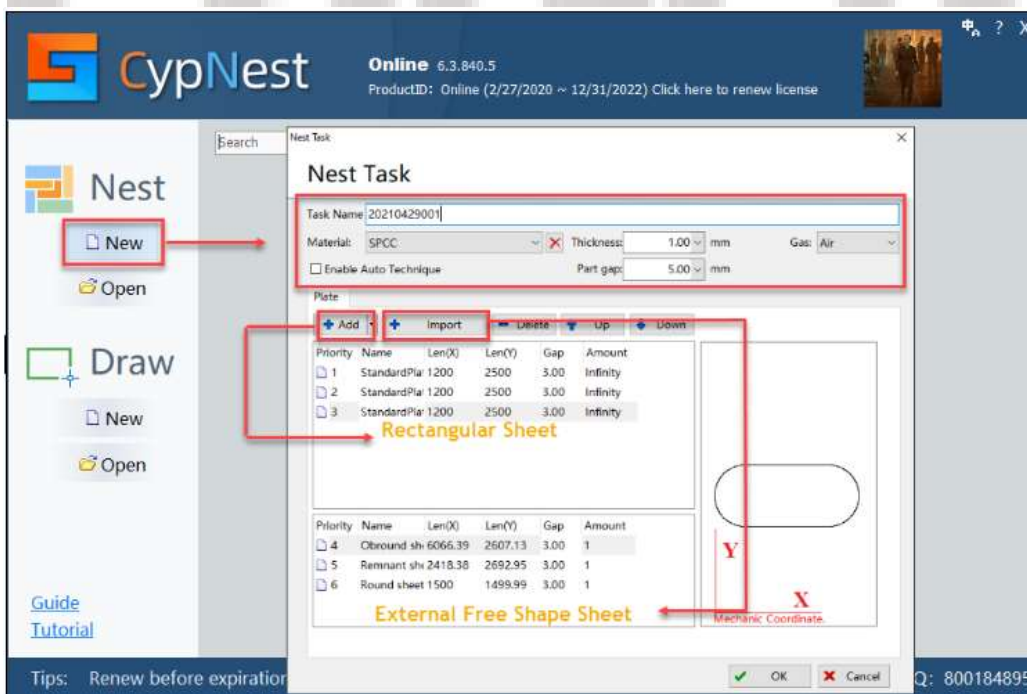 CypNest
Online 6.3.840.5
ProductID: Online (2/27/2020 ~ 12/31/2022) Click here to renew license
中A ? X
Search
Nest
New
Open
Draw
New
Open
Guide
Tutorial
Nest Task
Nest Task
Task Name 20210429001
Material: SPCC Thickness: 1.00 mm Gas: Air
Enable Auto Technique Part gap: 5.00 mm
Plate
Add Import Delete Up Down
Priority Name Len(X) Len(Y) Gap Amount
1 StandardPla 1200 2500 3.00 Infinity
2 StandardPla 1200 2500 3.00 Infinity
3 StandardPla 1200 2500 3.00 Infinity
Rectangular Sheet
Priority Name Len(X) Len(Y) Gap Amount
4 Obround sh 6066.39 2607.13 3.00 1
5 Remnant she 2418.38 2692.95 3.00 1
6 Round sheet 1500 1499.99 3.00 1
External Free Shape Sheet
Y
X
Mechanic Coordinate.
OK Cancel
Tips: Renew before expiration Q: 800184895